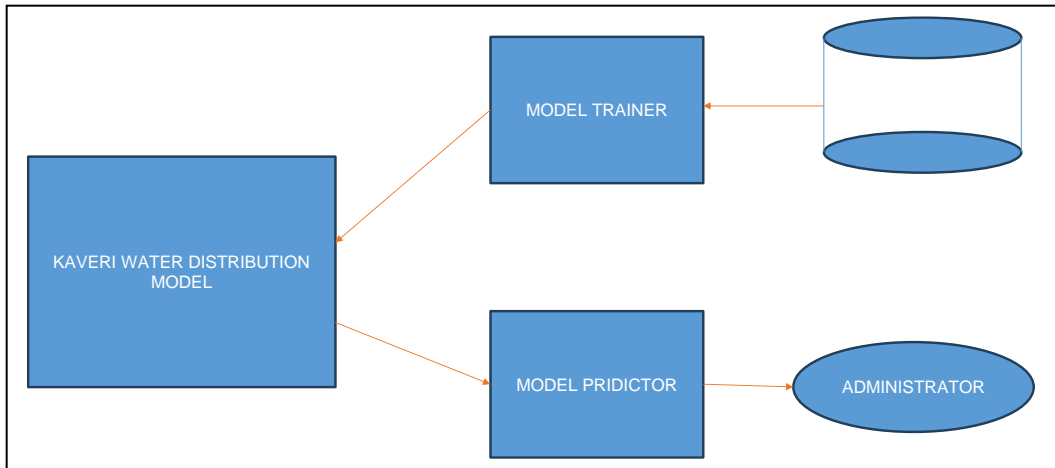 MODEL TRAINER
KAVERI WATER DISTRIBUTION
MODEL
MODEL PRIDICTOR
ADMINISTRATOR